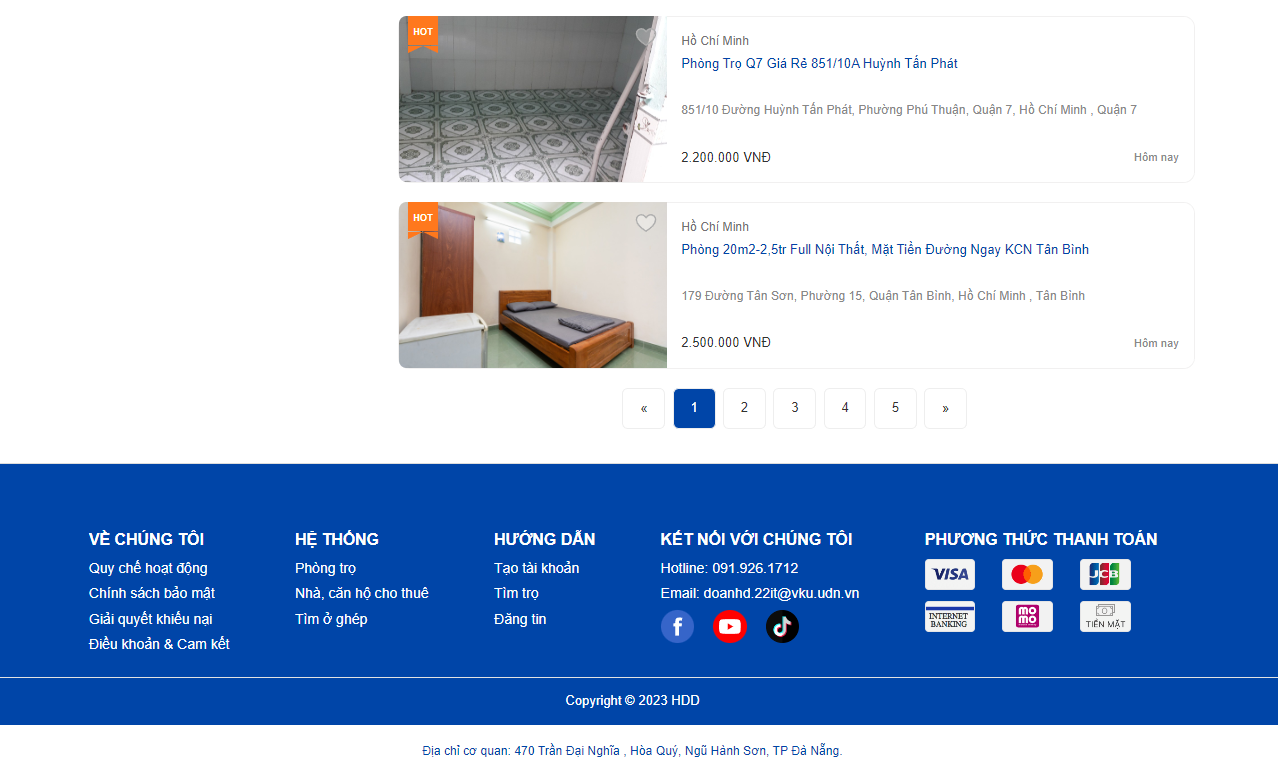 HOT
Hồ Chí Minh
Phòng Trọ Q7 Giá Rẻ 851/10A Huỳnh Tấn Phát
851/10 Đường Huỳnh Tấn Phát, Phường Phú Thuận, Quận 7, Hồ Chí Minh , Quận 7
2.200.000 VNĐ
Hôm nay
HOT
Hồ Chí Minh
Phòng 20m2-2,5tr Full Nội Thất, Mặt Tiền Đường Ngay KCN Tân Bình
179 Đường Tân Sơn, Phường 15, Quận Tân Bình, Hồ Chí Minh , Tân Bình
2.500.000 VNĐ
Hôm nay
« 1 2 3 4 5 »
VỀ CHÚNG TÔI
Quy chế hoạt động
Chính sách bảo mật
Giải quyết khiếu nại
Điều khoản & Cam kết
HỆ THỐNG
Phòng trọ
Nhà, căn hộ cho thuê
Tìm ở ghép
HƯỚNG DẪN
Tạo tài khoản
Tìm trọ
Đăng tin
KẾT NỐI VỚI CHÚNG TÔI
Hotline: 091.926.1712
Email: doanhd.22it@vku.udn.vn
PHƯƠNG THỨC THANH TOÁN
VISA
JCB
INTERNET
BANKING
mo
mo
TIỀN MẶT
Copyright © 2023 HDD
Địa chỉ cơ quan: 470 Trần Đại Nghĩa , Hòa Quý, Ngũ Hành Sơn, TP Đà Nẵng.